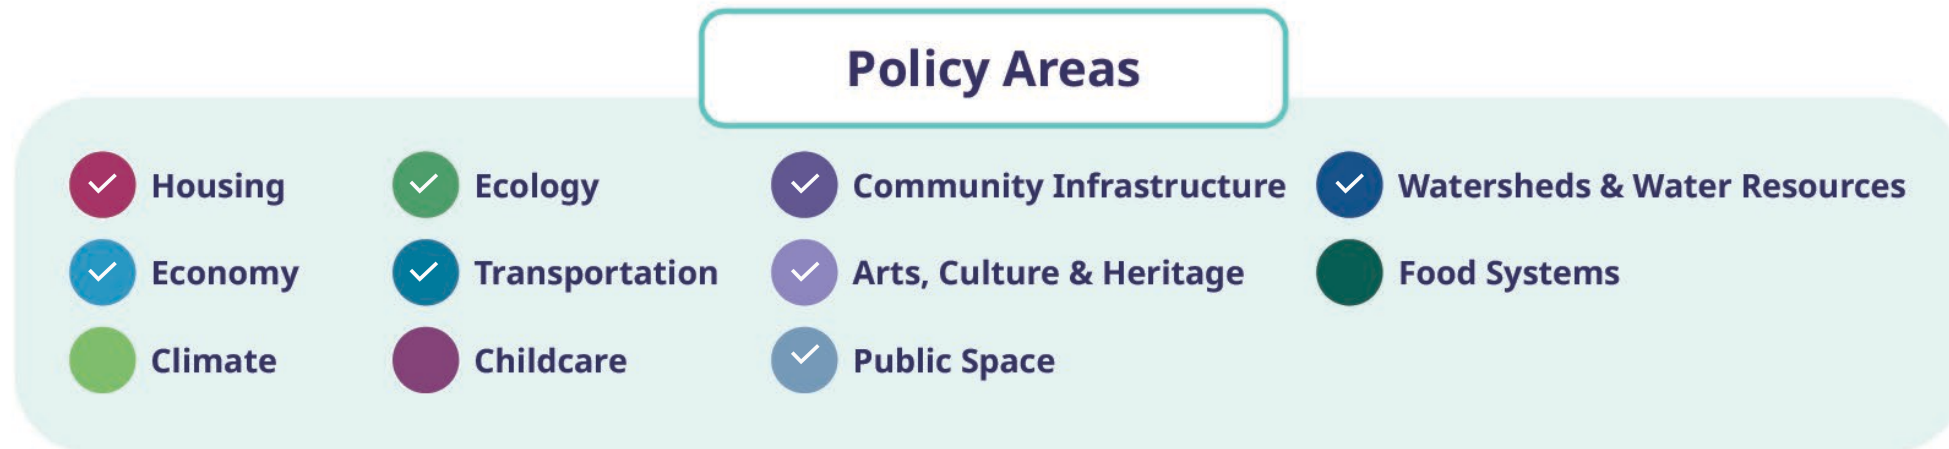 Policy Areas
Housing
Ecology
Community Infrastructure
Watersheds & Water Resources
Economy
Transportation
Arts, Culture & Heritage
Food Systems
Climate
Childcare
Public Space